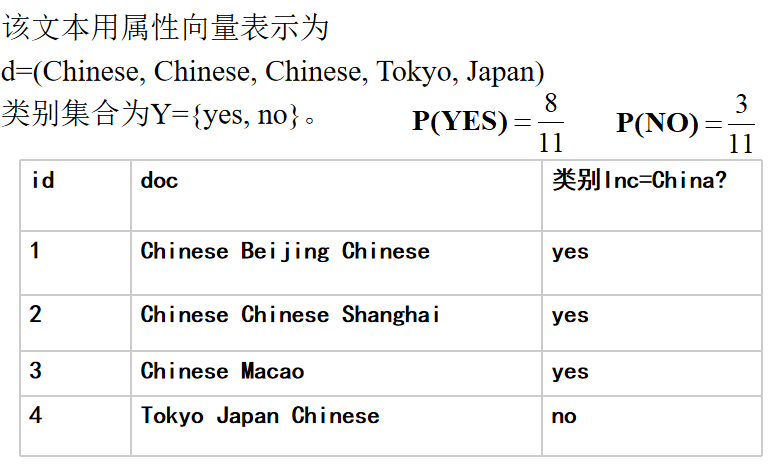 该文本用属性向量表示为
d=(Chinese, Chinese, Chinese, Tokyo, Japan)
类别集合为Y={yes, no}。 P(YES) = 8/11 P(NO) = 3/11
id doc 类别Inc=China?
1 Chinese Beijing Chinese yes
2 Chinese Chinese Shanghai yes
3 Chinese Macao yes
4 Tokyo Japan Chinese no